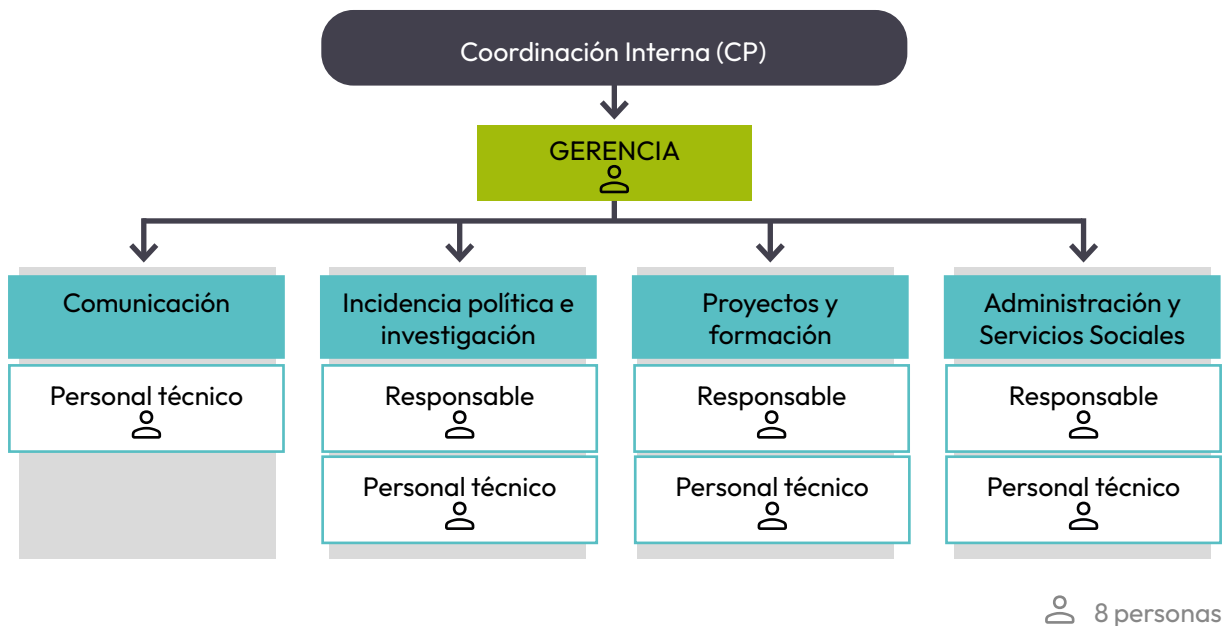 Coordinación Interna (CP)
GERENCIA
Comunicación
Personal técnico
Incidencia política e
investigación
Responsable
Personal técnico
Proyectos y
formación
Responsable
Personal técnico
Administración y
Servicios Sociales
Responsable
Personal técnico
8 personas